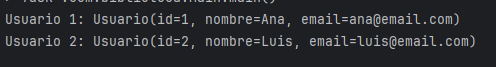 Usuario 1: Usuario(id=1, nombre=Ana, email=ana@email.com)
Usuario 2: Usuario(id=2, nombre=Luis, email=luis@email.com)